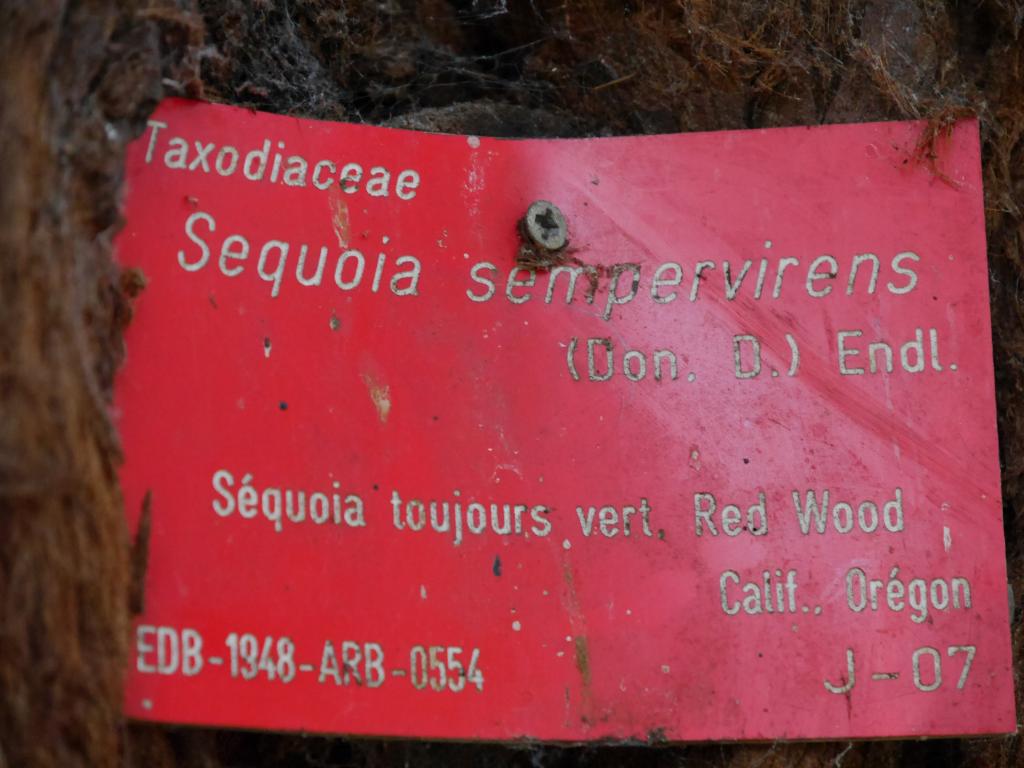 Taxodiaceae
Sequoia sempervirens
(Don. D.) Endl.
Séquoia toujours vert, Red Wood
Calif., Orégon
EDB-1948-ARB-0554 J-07